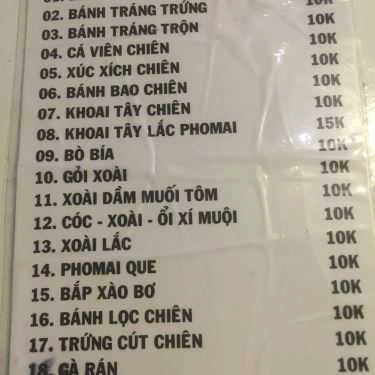 02. BÁNH TRÁNG TRỨNG 10K
03. BÁNH TRÁNG TRỘN 10K
04. CÁ VIÊN CHIÊN 10K
05. XÚC XÍCH CHIÊN 10K
06. BÁNH BAO CHIÊN 10K
07. KHOAI TÂY CHIÊN 10K
08. KHOAI TÂY LẮC PHOMAI 15K
09. BÒ BÍA 10K
10. GỎI XOÀI 10K
11. XOÀI DẦM MUỐI TÔM 10K
12. CÓC - XOÀI - ỔI XÍ MUỘI 10K
13. XOÀI LẮC 10K
14. PHOMAI QUE 10K
15. BẮP XÀO BƠ 10K
16. BÁNH LỌC CHIÊN 10K
17. TRỨNG CÚT CHIÊN 10K
18. GÀ RÁN 10K